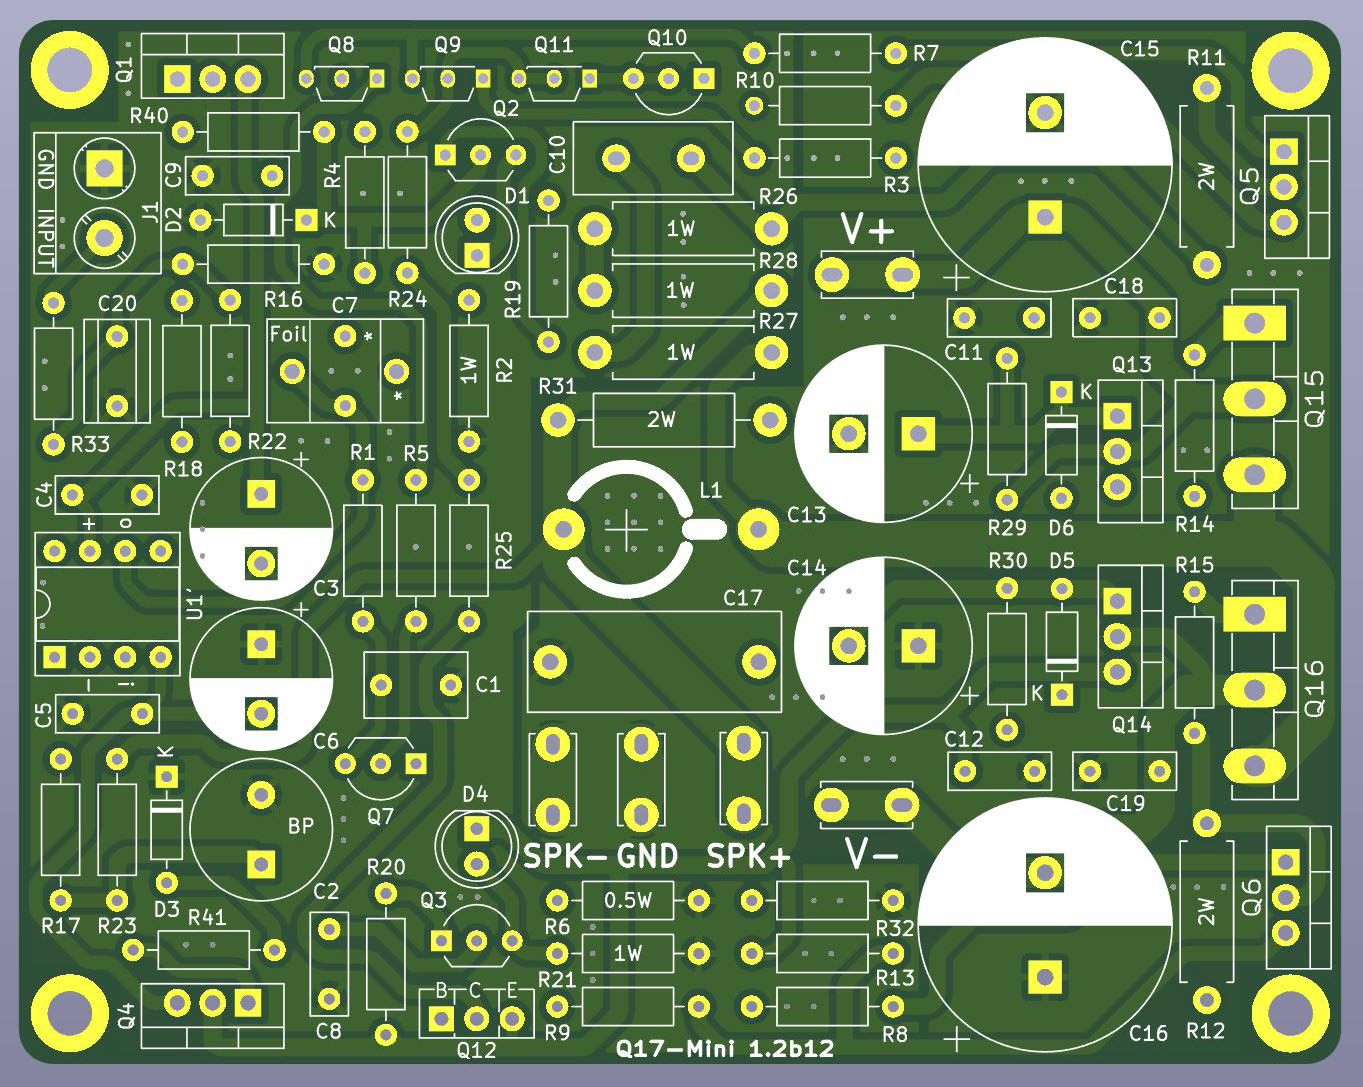 Q1
Q8
Q9
Q11
Q10
R7
C15
R11
R10
R40
Q2
C10
R3
GND INPUT
J1
C9
D2
K
R4
D1
R26
1W
V+
2W
Q5
R16
C7
R24
R19
R28
1W
C18
C20
Foil
*
*
1W
R2
R27
1W
C11
Q13
K
Q15
R31
2W
R33
R18
R22
R1
R5
C4
L1
C13
R29
D6
R14
+ o
U1
C3
R25
C14
R30
D5
R15
C17
C1
K
Q14
Q16
- !
C5
C6
C12
C19
K
Q7
D4
BP
SPK-
GND
SPK+
V-
R17
R23
D3
R41
C2
R20
Q3
0.5W
R6
R32
2W
Q6
1W
R21
R13
Q4
C8
B C E
Q12
R9
R8
C16
R12
Q17-Mini 1.2b12